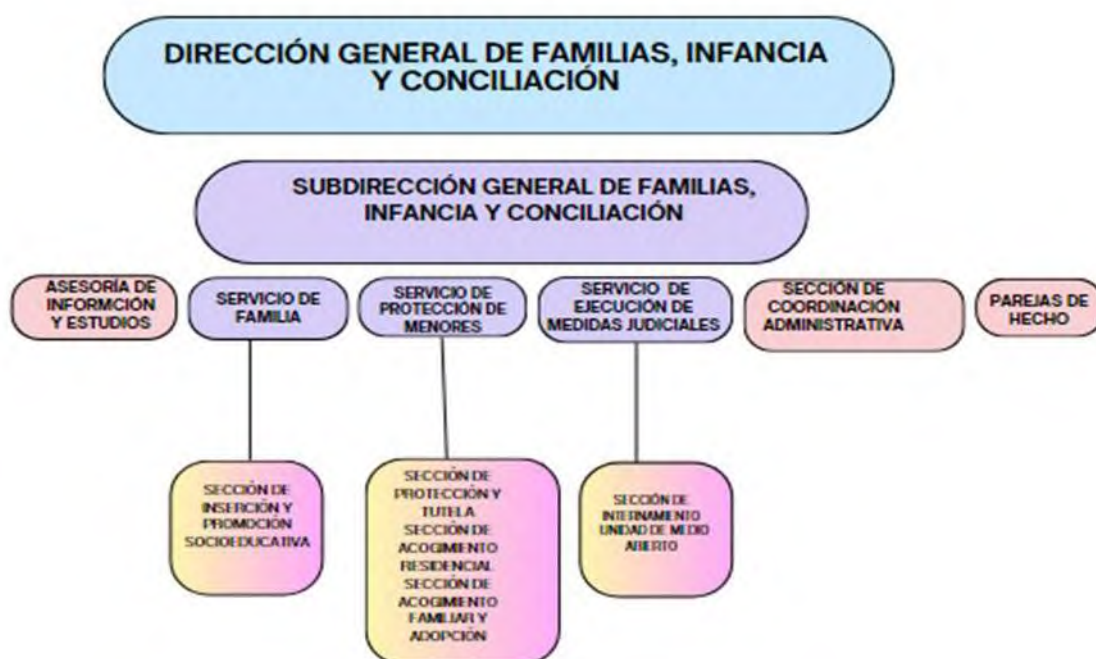 DIRECCIÓN GENERAL DE FAMILIAS, INFANCIA
Y CONCILIACIÓN
SUBDIRECCIÓN GENERAL DE FAMILIAS,
INFANCIA Y CONCILIACIÓN
ASESORÍA DE
INFORMCIÓN
Y ESTUDIOS
SERVICIO DE
FAMILIA
SERVICIO DE
PROTECCIÓN DE
MENORES
SERVICIO DE
EJECUCIÓN DE
MEDIDAS JUDICIALES
SECCIÓN DE
COORDINACIÓN
ADMINISTRATIVA
PAREJAS DE
HECHO
SECCIÓN DE
INSERCIÓN Y
PROMOCIÓN
SOCIOEDUCATIVA
SECCIÓN DE
PROTECCIÓN Y
TUTELA
SECCIÓN DE
ACOGIMIENTO
RESIDENCIAL
SECCIÓN DE
ACOGIMIENTO
FAMILIAR Y
ADOPCIÓN
SECCIÓN DE
INTERNAMIENTO
UNIDAD DE MEDIO
ABIERTO